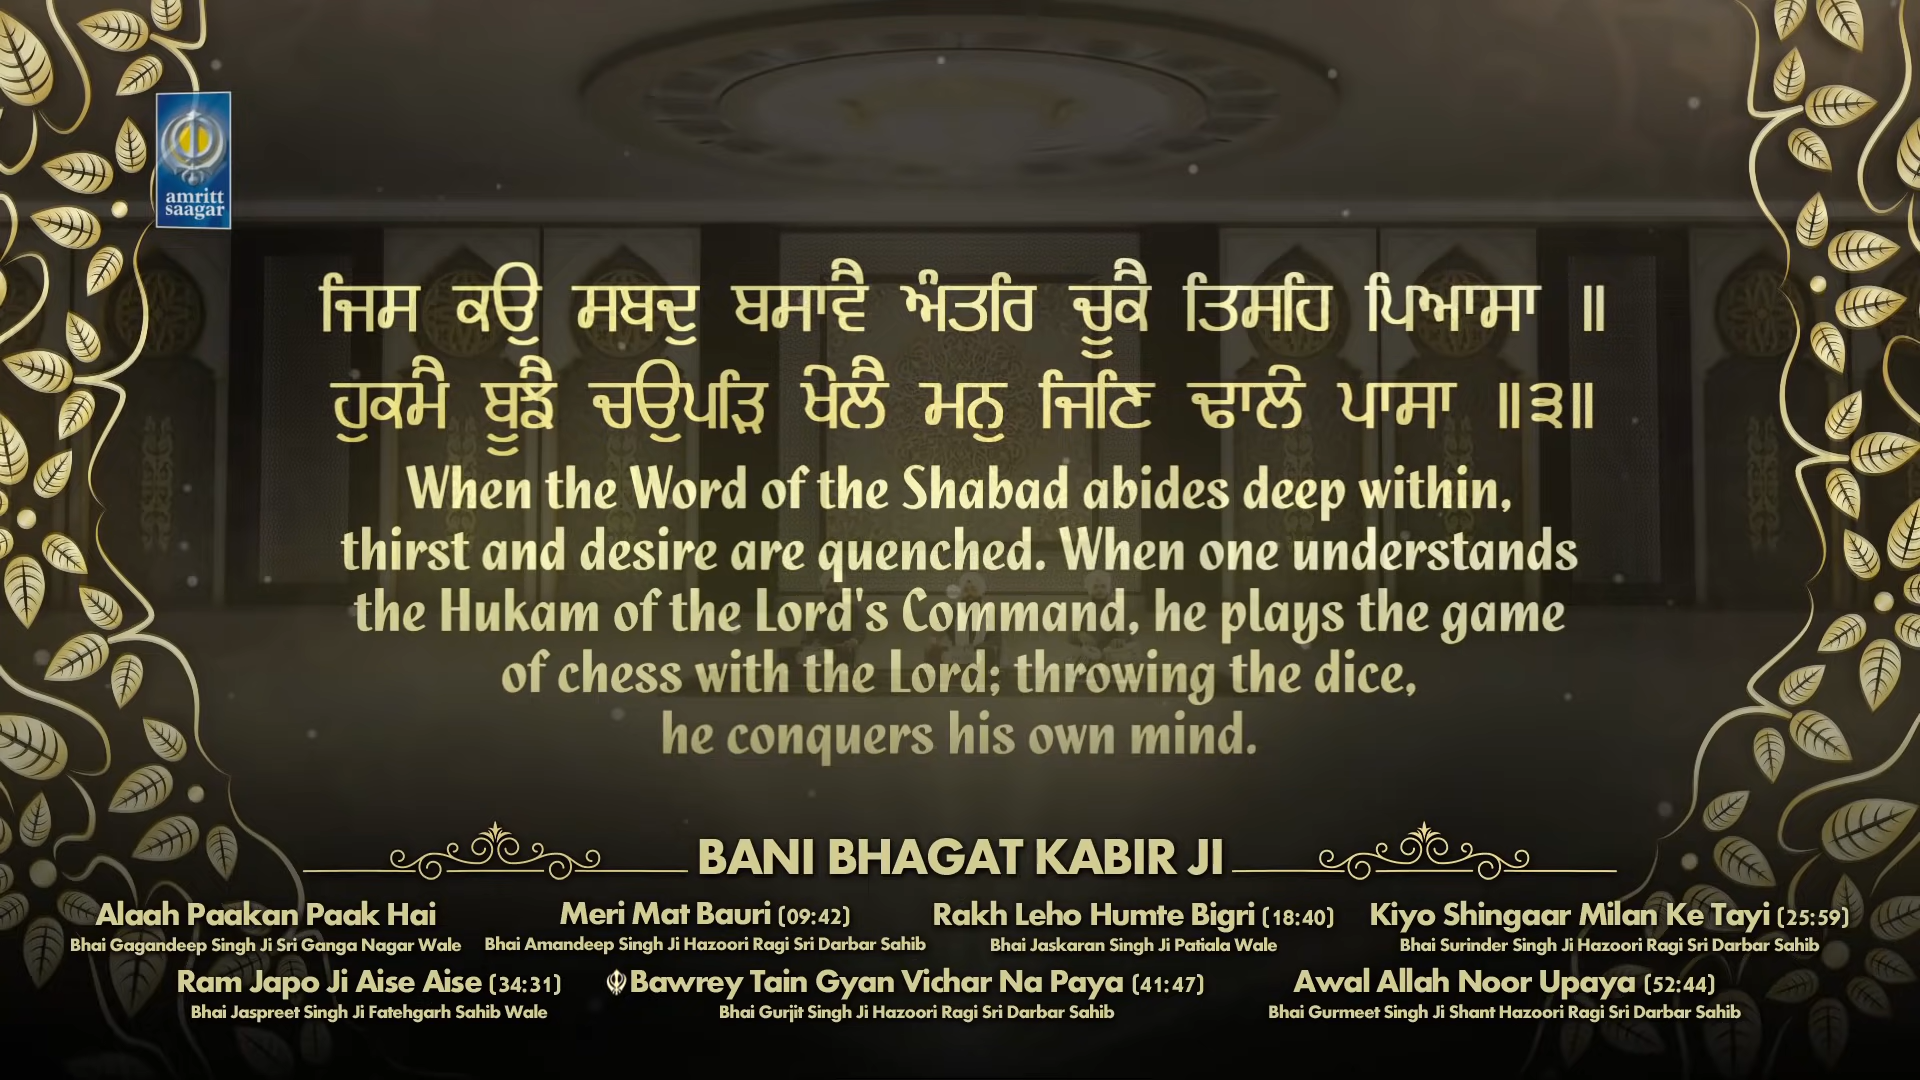 amritt
saagar
ਜਿਸ ਕਉ ਸਬਦੁ ਬਸਾਵੈ ਅੰਤਰਿ ਚੂਕੈ ਤਿਸਹਿ ਪਿਆਸਾ ॥
ਹੁਕਮੈ ਬੂਝੈ ਚਉਪੜਿ ਖੇਲੈ ਮਨੁ ਜਿਣਿ ਢਾਲੇ ਪਾਸਾ ॥੩॥
When the Word of the Shabad abides deep within,
thirst and desire are quenched. When one understands
the Hukam of the Lord's Command, he plays the game
of chess with the Lord; throwing the dice,
he conquers his own mind.
BANI BHAGAT KABIR JI
Alaah Paakan Paak Hai
Bhai Gagandeep Singh Ji Sri Ganga Nagar Wale
Meri Mat Bauri (09:42)
Bhai Amandeep Singh Ji Hazoori Ragi Sri Darbar Sahib
Rakh Leho Humte Bigri (18:40)
Bhai Jaskaran Singh Ji Patiala Wale
Kiyo Shingaar Milan Ke Tayi (25:59)
Bhai Surinder Singh Ji Hazoori Ragi Sri Darbar Sahib
Ram Japo Ji Aise Aise (34:31)
Bhai Jaspreet Singh Ji Fatehgarh Sahib Wale
Bawrey Tain Gyan Vichar Na Paya (41:47)
Bhai Gurjit Singh Ji Hazoori Ragi Sri Darbar Sahib
Awal Allah Noor Upaya (52:44)
Bhai Gurmeet Singh Ji Shant Hazoori Ragi Sri Darbar Sahib